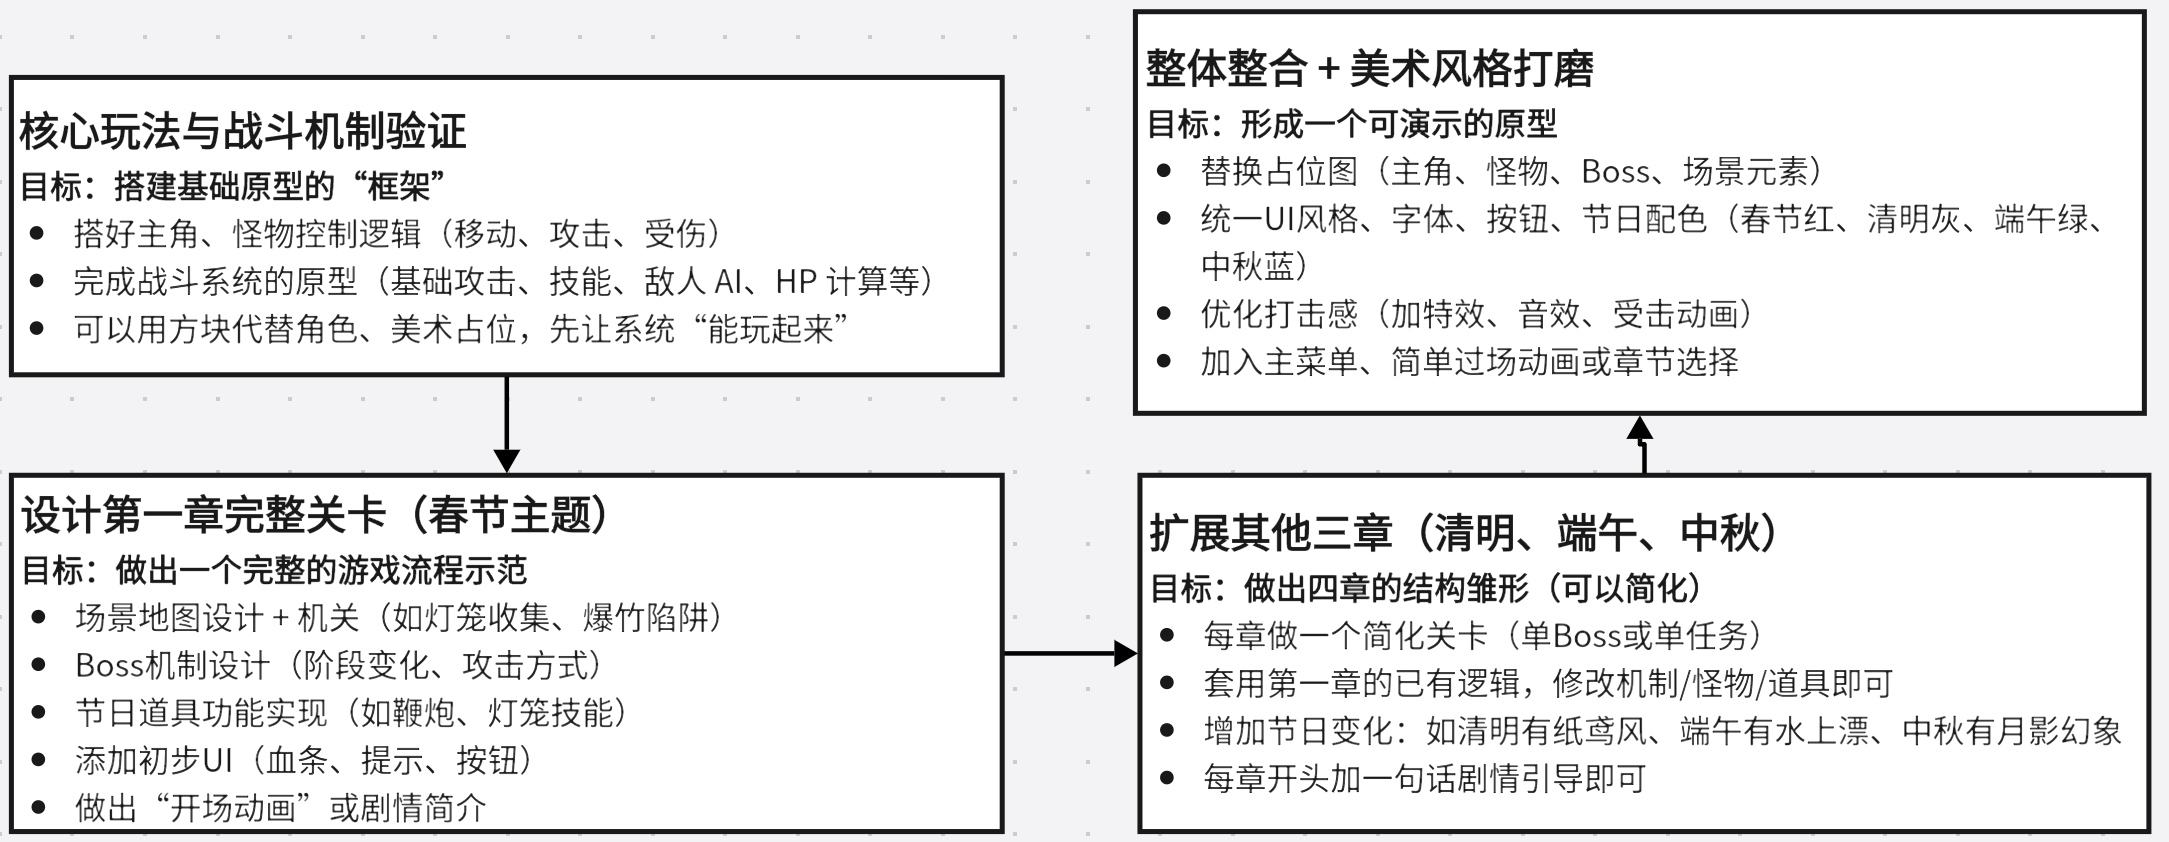 核心玩法与战斗机制验证
目标：搭建基础原型的“框架”
● 搭好主角、怪物控制逻辑（移动、攻击、受伤）
● 完成战斗系统的原型（基础攻击、技能、敌人 AI、HP 计算等）
● 可以用方块代替角色、美术占位，先让系统“能玩起来”
设计第一章完整关卡（春节主题）
目标：做出一个完整的游戏流程示范
● 场景地图设计 + 机关（如灯笼收集、爆竹陷阱）
● Boss机制设计（阶段变化、攻击方式）
● 节日道具功能实现（如鞭炮、灯笼技能）
● 添加初步UI（血条、提示、按钮）
● 做出“开场动画”或剧情简介
扩展其他三章（清明、端午、中秋）
目标：做出四章的结构雏形（可以简化）
● 每章做一个简化关卡（单Boss或单任务）
● 套用第一章的已有逻辑，修改机制/怪物/道具即可
● 增加节日变化：如清明有纸鸢风、端午有水上漂、中秋有月影幻象
● 每章开头加一句话剧情引导即可
整体整合 + 美术风格打磨
目标：形成一个可演示的原型
● 替换占位图（主角、怪物、Boss、场景元素）
● 统一UI风格、字体、按钮、节日配色（春节红、清明灰、端午绿、
中秋蓝）
● 优化打击感（加特效、音效、受击动画）
● 加入主菜单、简单过场动画或章节选择